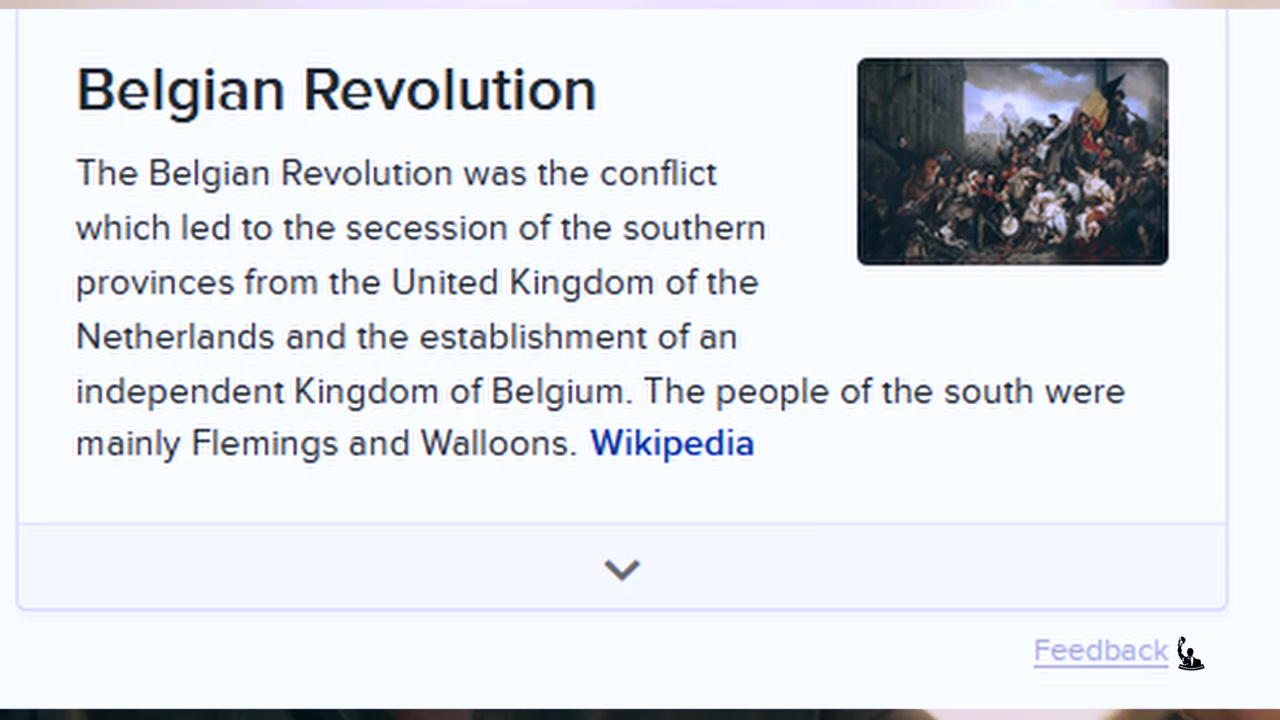 Belgian Revolution
The Belgian Revolution was the conflict
which led to the secession of the southern
provinces from the United Kingdom of the
Netherlands and the establishment of an
independent Kingdom of Belgium. The people of the south were
mainly Flemings and Walloons. Wikipedia
Feedback